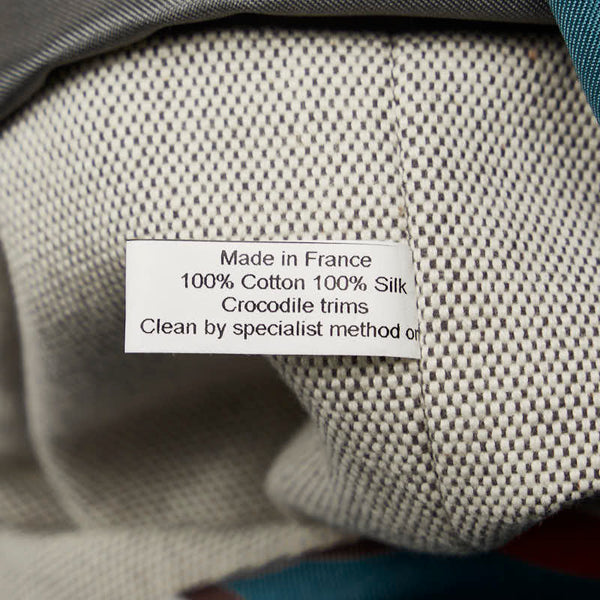 Made in France
100% Cotton 100% Silk
Crocodile trims
Clean by specialist method